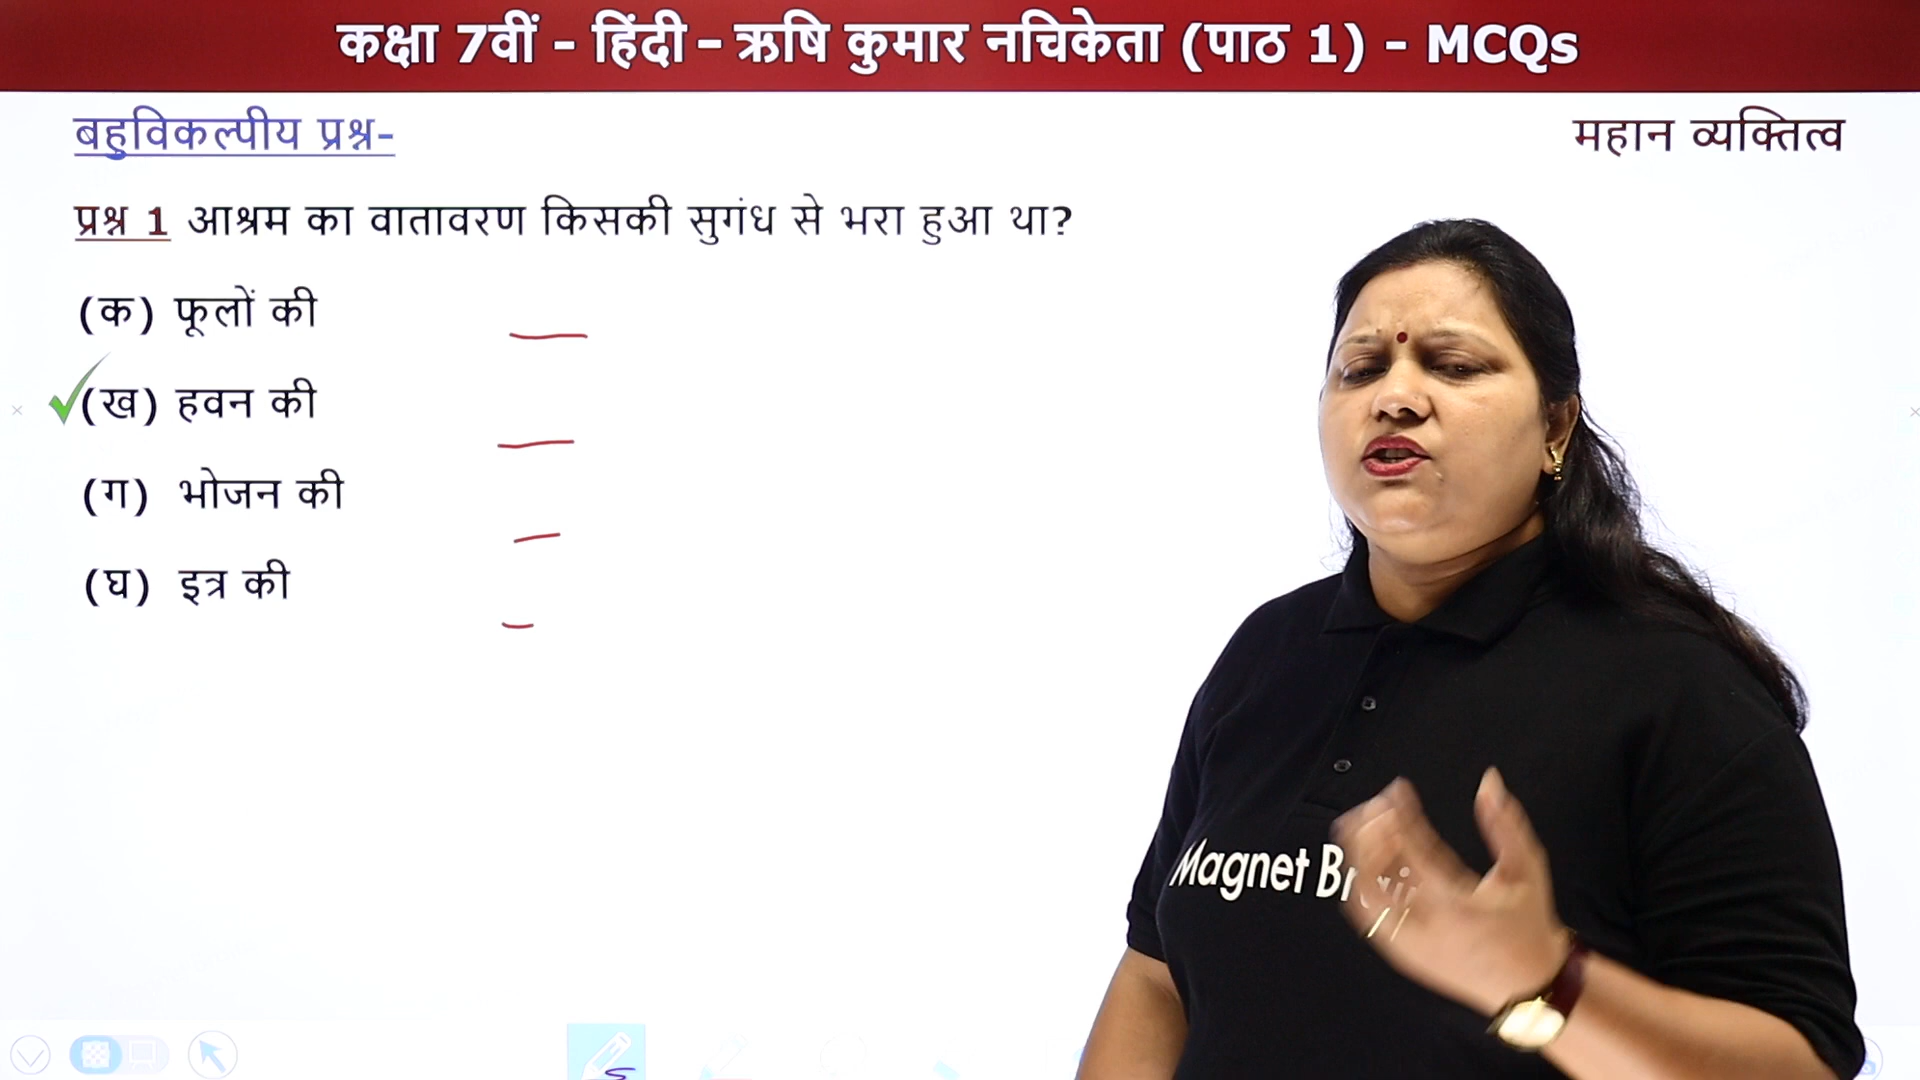 कक्षा 7वीं - हिंदी - ऋषि कुमार नचिकेता (पाठ 1) - MCQs
बहुविकल्पीय प्रश्न-
महान व्यक्तित्व
प्रश्न 1 आश्रम का वातावरण किसकी सुगंध से भरा हुआ था?
(क) फूलों की
(ख) हवन की
(ग) भोजन की
(घ) इत्र की
Magnet